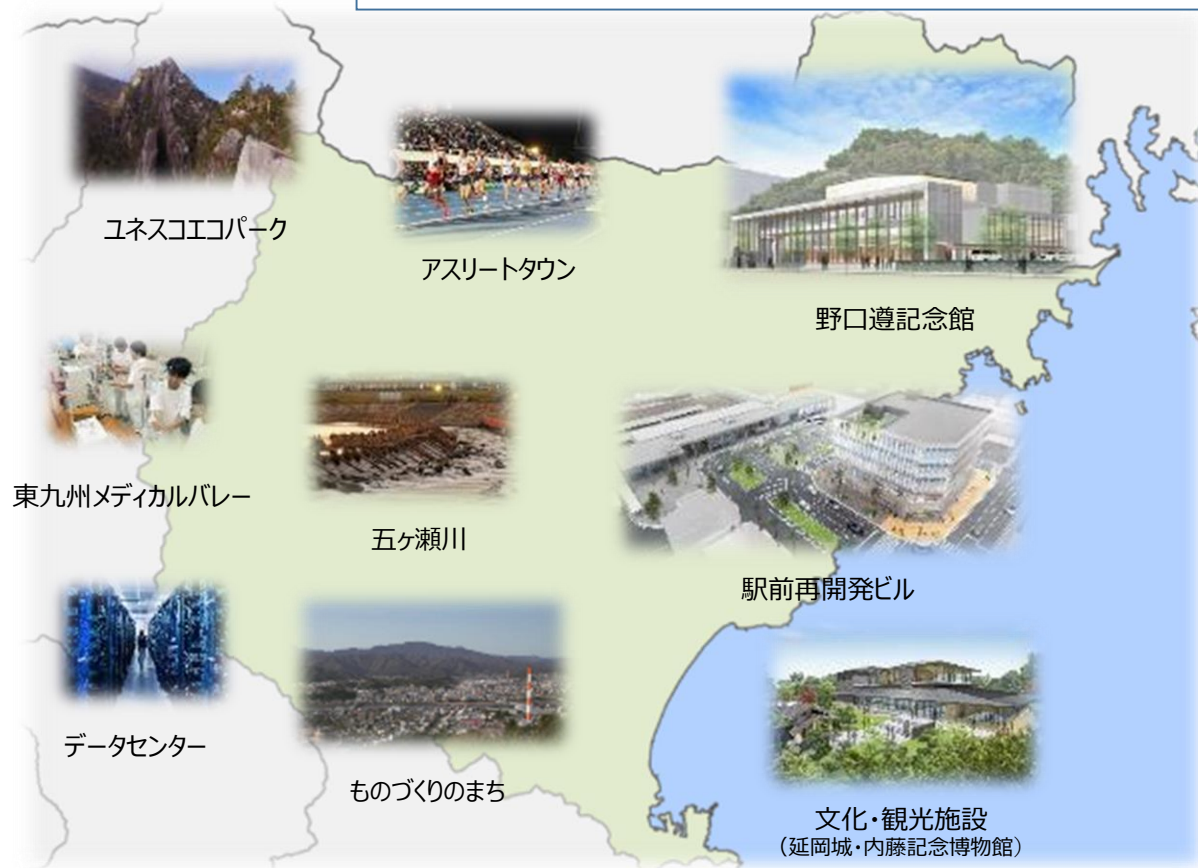 ユネスコエコパーク
アスリートタウン
野口遵記念館
東九州メディカルバレー
五ヶ瀬川
駅前再開発ビル
データセンター
ものづくりのまち
文化・観光施設
(延岡城・内藤記念博物館)